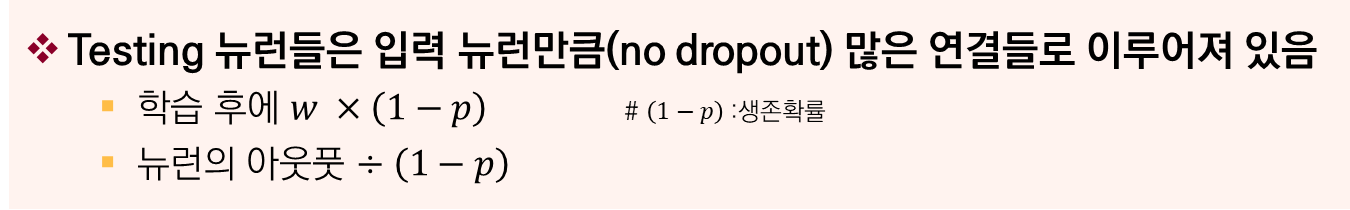 ❖ Testing 뉴런들은 입력 뉴런만큼(no dropout) 많은 연결들로 이루어져 있음
▪ 학습 후에 w × (1 − p) # (1 − p) :생존확률
▪ 뉴런의 아웃풋 ÷ (1 − p)